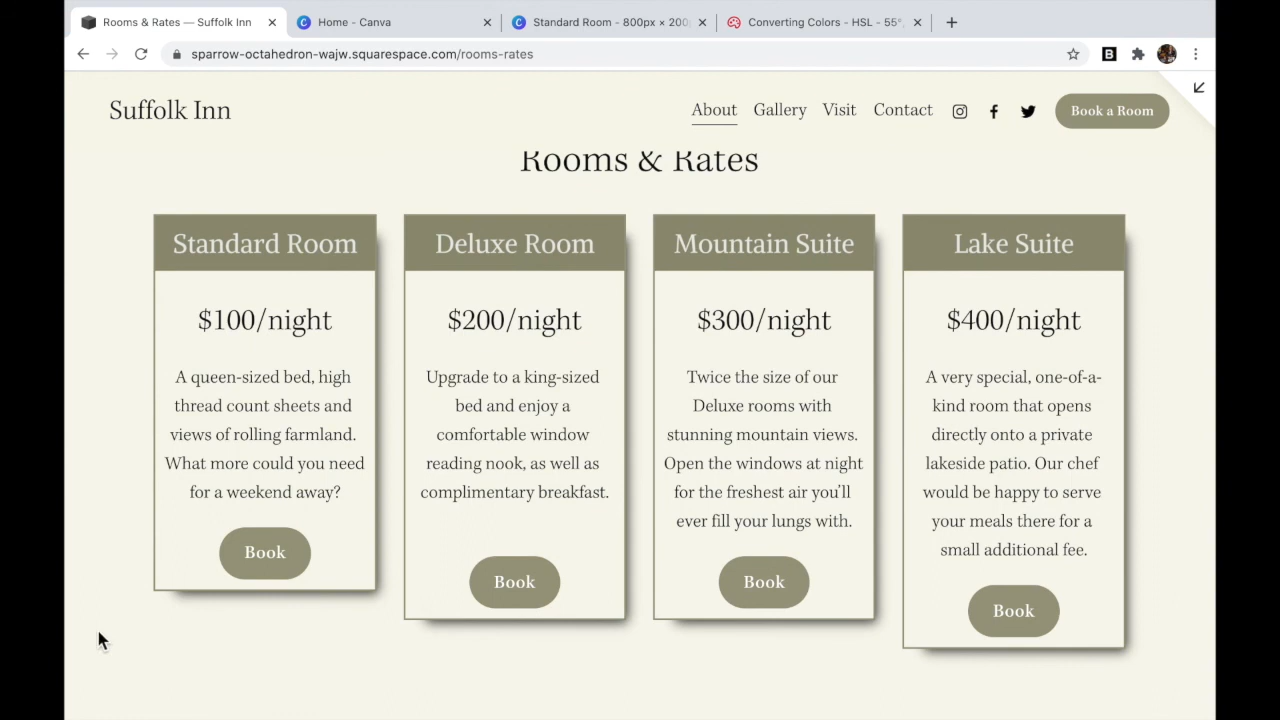 Rooms & Rates — Suffolk Inn
Home - Canva
Standard Room - 800px × 200
Converting Colors - HSL - 55°
sparrow-octahedron-wajw.squarespace.com/rooms-rates
B
Suffolk Inn
About Gallery Visit Contact
Book a Room
Rooms & Rates
Standard Room
$100/night
A queen-sized bed, high
thread count sheets and
views of rolling farmland.
What more could you need
for a weekend away?
Book
Deluxe Room
$200/night
Upgrade to a king-sized
bed and enjoy a
comfortable window
reading nook, as well as
complimentary breakfast.
Book
Mountain Suite
$300/night
Twice the size of our
Deluxe rooms with
stunning mountain views.
Open the windows at night
for the freshest air you'll
ever fill your lungs with.
Book
Lake Suite
$400/night
A very special, one-of-a-
kind room that opens
directly onto a private
lakeside patio. Our chef
would be happy to serve
your meals there for a
small additional fee.
Book